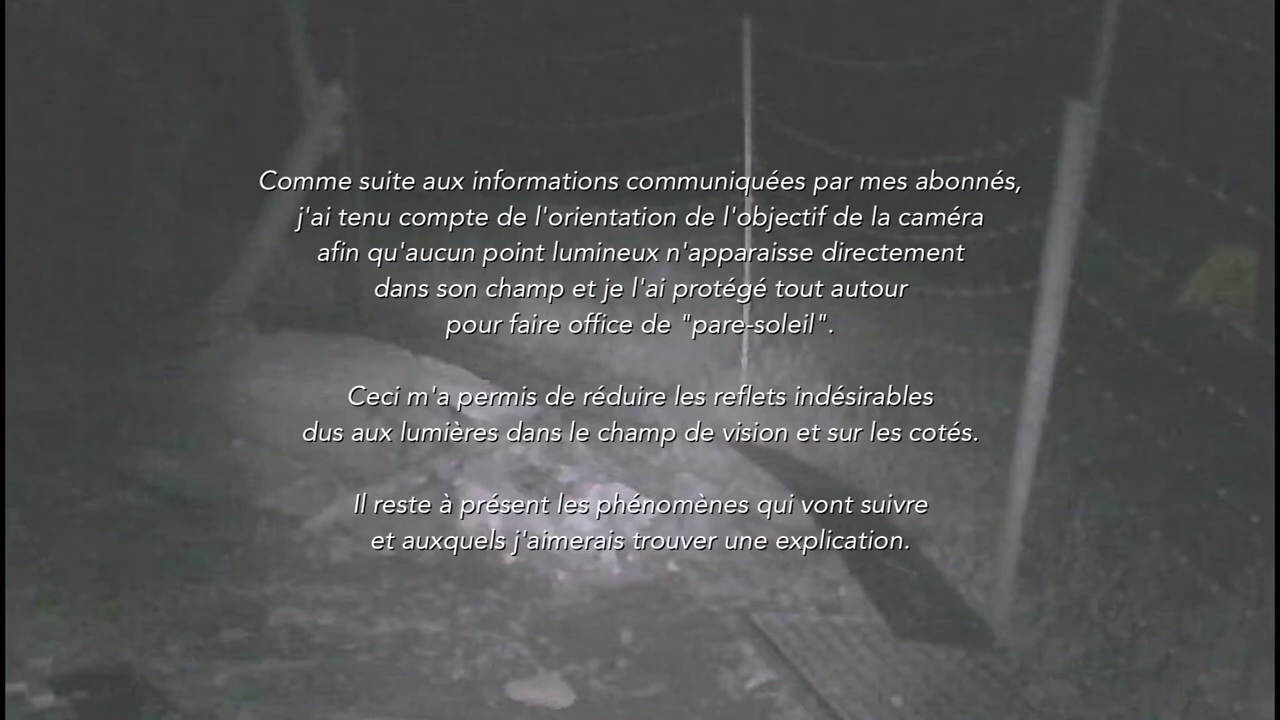 Comme suite aux informations communiquées par mes abonnés,
j'ai tenu compte de l'orientation de l'objectif de la caméra
afin qu'aucun point lumineux n'apparaisse directement
dans son champ et je l'ai protégé tout autour
pour faire office de "pare-soleil".
Ceci m'a permis de réduire les reflets indésirables
dus aux lumières dans le champ de vision et sur les cotés.
Il reste à présent les phénomènes qui vont suivre
et auxquels j'aimerais trouver une explication.